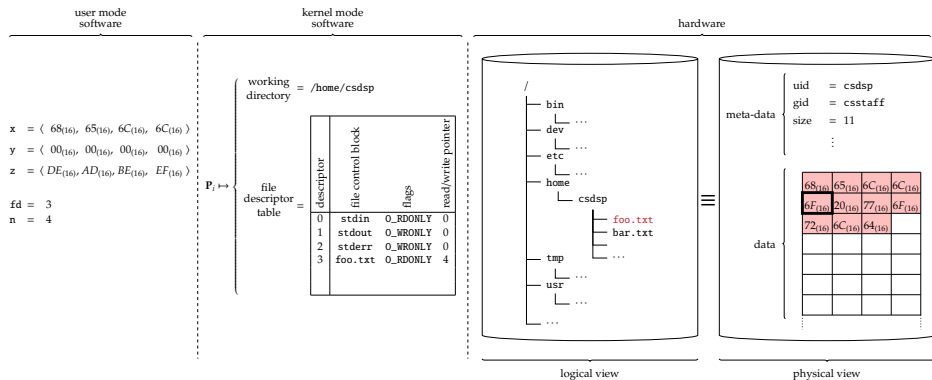 user mode
software
kernel mode
software
hardware
x = ⟨ 68(16), 65(16), 6C(16), 6C(16) ⟩
y = ⟨ 00(16), 00(16), 00(16), 00(16) ⟩
z = ⟨ DE(16), AD(16), BE(16), EF(16) ⟩
fd = 3
n = 4
Pi ↦
working
directory = /home/csdsp
file
descriptor
table =
descriptor file control block flags read/write pointer
0 stdin O_RDONLY 0
1 stdout O_WRONLY 0
2 stderr O_WRONLY 0
3 foo.txt O_RDONLY 4
/
bin
...
dev
...
etc
...
home
csdsp
foo.txt
bar.txt
...
tmp
...
usr
...
...
logical view
≡
meta-data
uid = csdsp
gid = csstaff
size = 11
⋮
data
68(16) 65(16) 6C(16) 6C(16)
6F(16) 20(16) 77(16) 6F(16)
72(16) 6C(16) 64(16)
physical view